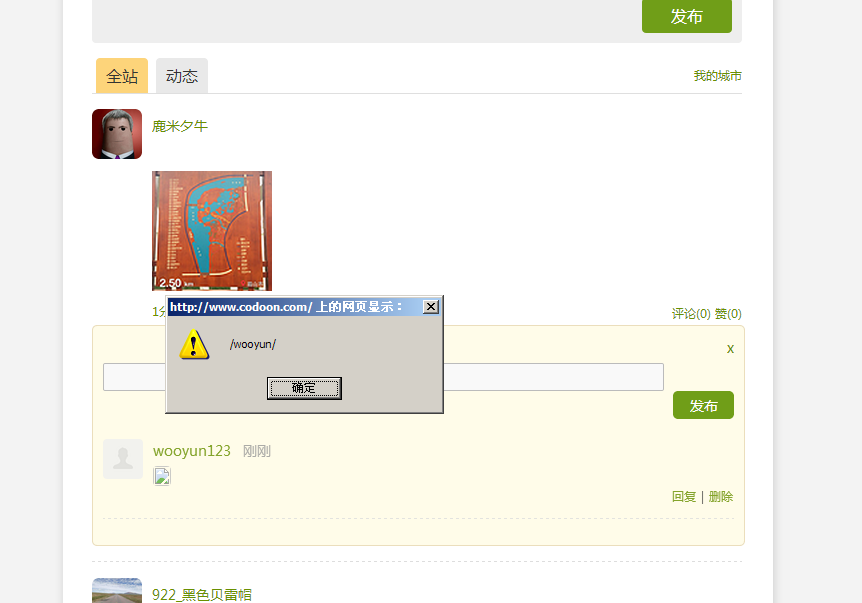 发布
全站 动态 我的城市
鹿米夕牛
2.50 km
评论(0) 赞(0)
http://www.codoon.com/ 上的网页显示：
/wooyun/
确定
x
发布
wooyun123 刚刚
回复 | 删除
922_黑色贝雷帽